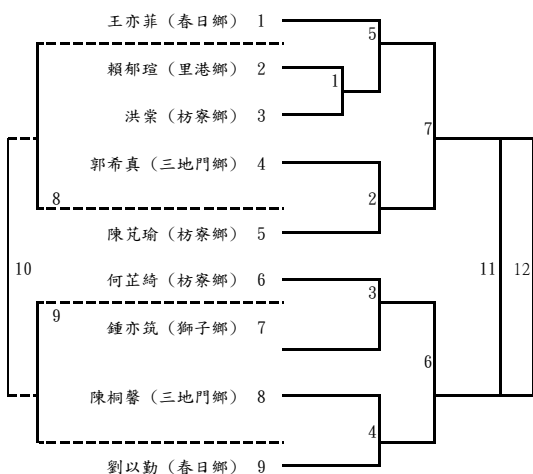 王亦菲（春日鄉） 1
5
賴郁瑄（里港鄉） 2
1
洪棠（枋寮鄉） 3
7
郭希真（三地門鄉） 4
8
2
陳芃瑜（枋寮鄉） 5
10
11
12
何芷綺（枋寮鄉） 6
3
9
鍾亦筑（獅子鄉） 7
6
陳桐馨（三地門鄉） 8
4
劉以勤（春日鄉） 9